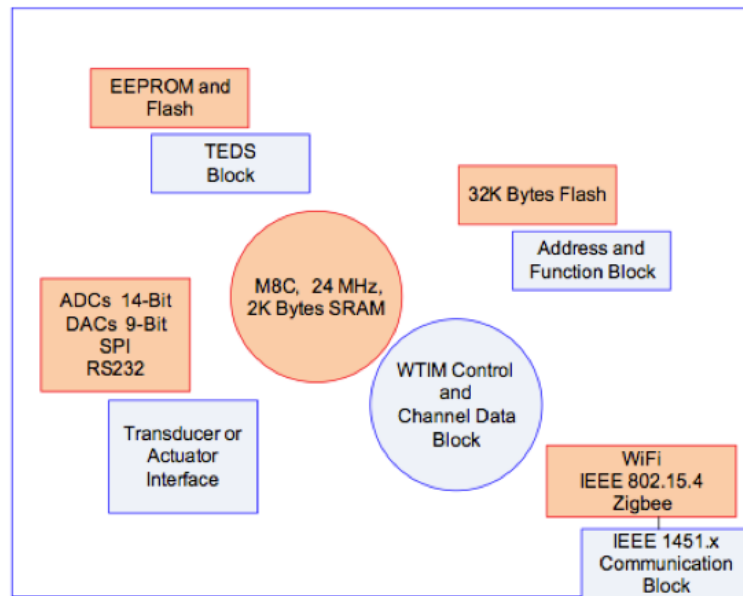 EEPROM and
Flash
TEDS
Block
32K Bytes Flash
Address and
Function Block
M8C, 24 MHz,
2K Bytes SRAM
ADCs 14-Bit
DACs 9-Bit
SPI
RS232
WTIM Control
and
Channel Data
Block
Transducer or
Actuator
Interface
WiFi
IEEE 802.15.4
Zigbee
IEEE 1451.x
Communication
Block